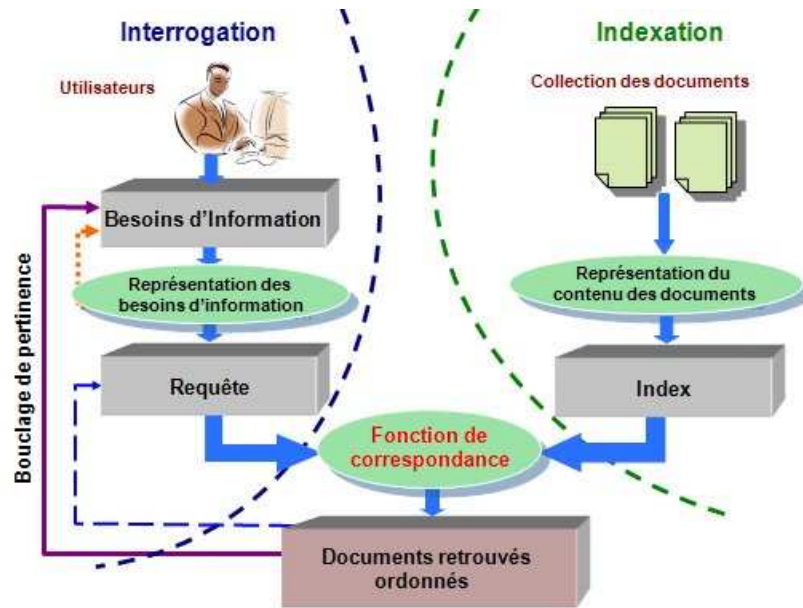 Interrogation
Indexation
Utilisateurs
Collection des documents
Besoins d'Information
Représentation des
besoins d'information
Représentation du
contenu des documents
Requête
Index
Bouclage de pertinence
Fonction de
correspondance
Documents retrouvés
ordonnés